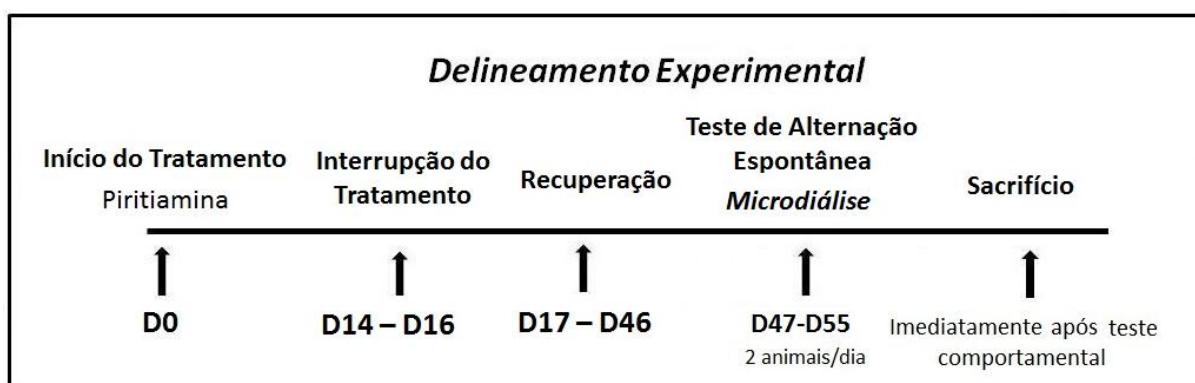 Delineamento Experimental
Início do Tratamento
Piritiamina
D0
Interrupção do
Tratamento
D14 – D16
Recuperação
D17 – D46
Teste de Alternação
Espontânea
Microdiálise
D47-D55
2 animais/dia
Sacrifício
Imediatamente após teste
comportamental